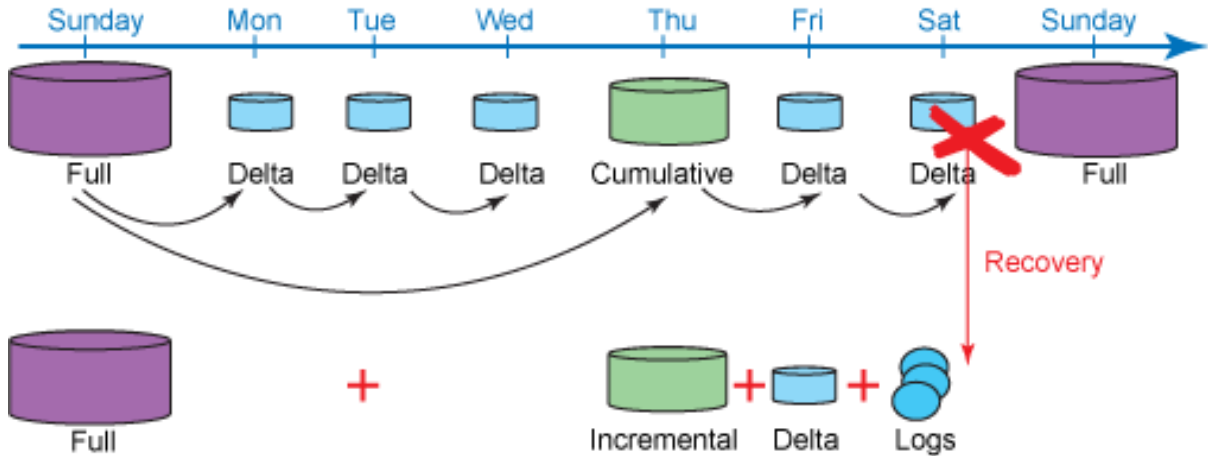 Sunday Mon Tue Wed Thu Fri Sat Sunday
Full Delta Delta Delta Cumulative Delta Delta Full
Recovery
+ + +
Full Incremental Delta Logs